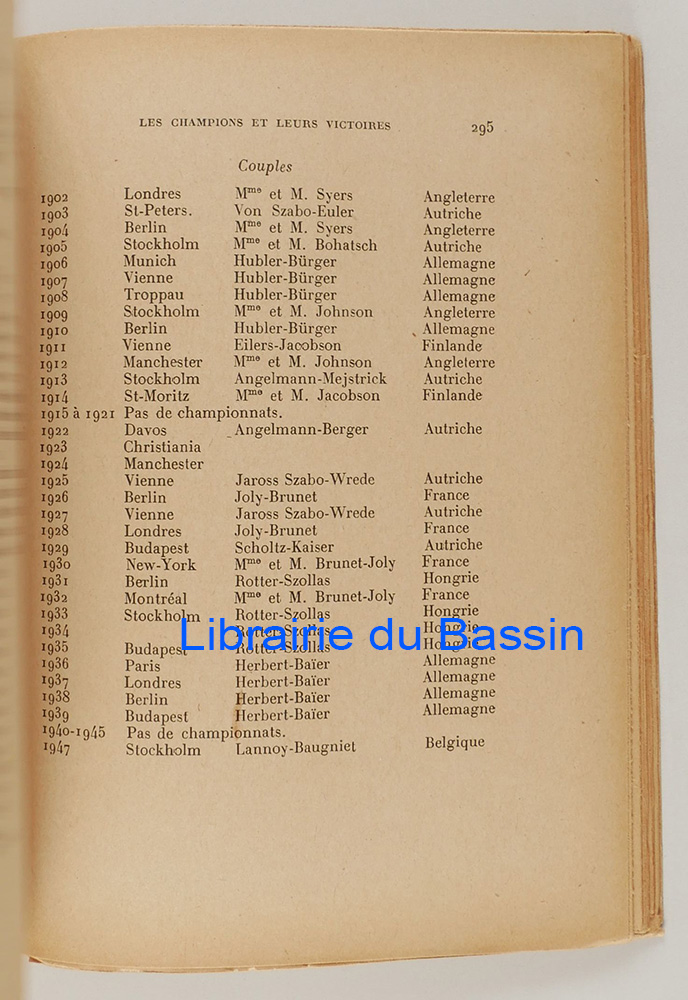 LES CHAMPIONS ET LEURS VICTOIRES 295
Couples
1902 Londres Mme et M. Syers Angleterre
1903 St-Peters. Von Szabo-Euler Autriche
1904 Berlin Mme et M. Syers Angleterre
1905 Stockholm Mme et M. Bohatsch Autriche
1906 Munich Hubler-Bürger Allemagne
1907 Vienne Hubler-Bürger Allemagne
1908 Troppau Hubler-Bürger Allemagne
1909 Stockholm Mme et M. Johnson Angleterre
1910 Berlin Hubler-Bürger Allemagne
1911 Vienne Eilers-Jacobson Finlande
1912 Manchester Mme et M. Johnson Angleterre
1913 Stockholm Angelmann-Mejstrick Autriche
1914 St-Moritz Mme et M. Jacobson Finlande
1915 à 1921 Pas de championnats.
1922 Davos Angelmann-Berger Autriche
1923 Christiania
1924 Manchester
1925 Vienne Jaross Szabo-Wrede Autriche
1926 Berlin Joly-Brunet France
1927 Vienne Jaross Szabo-Wrede Autriche
1928 Londres Joly-Brunet France
1929 Budapest Scholtz-Kaiser Autriche
1930 New-York Mme et M. Brunet-Joly France
1931 Berlin Rotter-Szollas Hongrie
1932 Montréal Mme et M. Brunet-Joly France
1933 Stockholm Rotter-Szollas Hongrie
1934 Rotter-Szollas Hongrie
Librairie du Bassin
1935 Budapest Rotter-Szollas Hongrie
1936 Paris Herbert-Baïer Allemagne
1937 Londres Herbert-Baïer Allemagne
1938 Berlin Herbert-Baïer Allemagne
1939 Budapest Herbert-Baïer Allemagne
1940-1945 Pas de championnats.
1947 Stockholm Lannoy-Baugniet Belgique